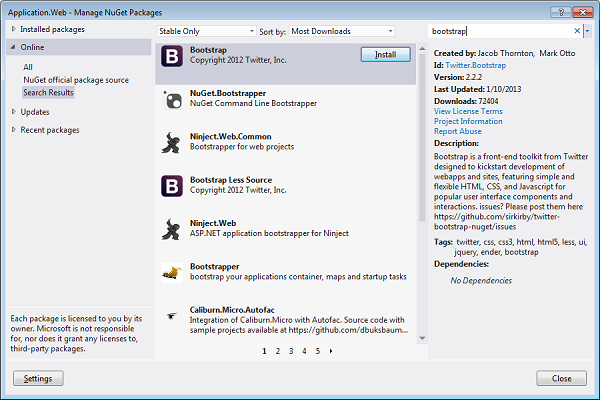 Application.Web - Manage NuGet Packages
Installed packages
Online
All
NuGet official package source
Search Results
Updates
Recent packages
Each package is licensed to you by its
owner. Microsoft is not responsible
for, nor does it grant any licenses to,
third-party packages.
Stable Only
Sort by: Most Downloads
B Bootstrap
Copyright 2012 Twitter, Inc.
Install
NuGet.Bootstrapper
NuGet Command Line Bootstrapper
Ninject.Web.Common
Bootstrapper for web projects
B Bootstrap Less Source
Copyright 2012 Twitter, Inc.
Ninject.Web
ASP.NET application bootstrapper for Ninject
Bootstrapper
bootstrap your applications container, maps and startup tasks
Caliburn.Micro.Autofac
Integration of Caliburn.Micro with Autofac. Source code with
sample projects available at https://github.com/dbuksbaum...
1 2 3 4 5
bootstrap
Created by: Jacob Thornton, Mark Otto
Id: Twitter.Bootstrap
Version: 2.2.2
Last Updated: 1/10/2013
Downloads: 72404
View License Terms
Project Information
Report Abuse
Description:
Bootstrap is a front-end toolkit from Twitter
designed to kickstart development of
webapps and sites, featuring simple and
flexible HTML, CSS, and Javascript for
popular user interface components and
interactions. issues? Please post them here
https://github.com/sirkirby/twitter-
bootstrap-nuget/issues
Tags: twitter, css, css3, html, html5, less, ui,
jquery, ender, bootstrap
Dependencies:
No Dependencies
Settings
Close